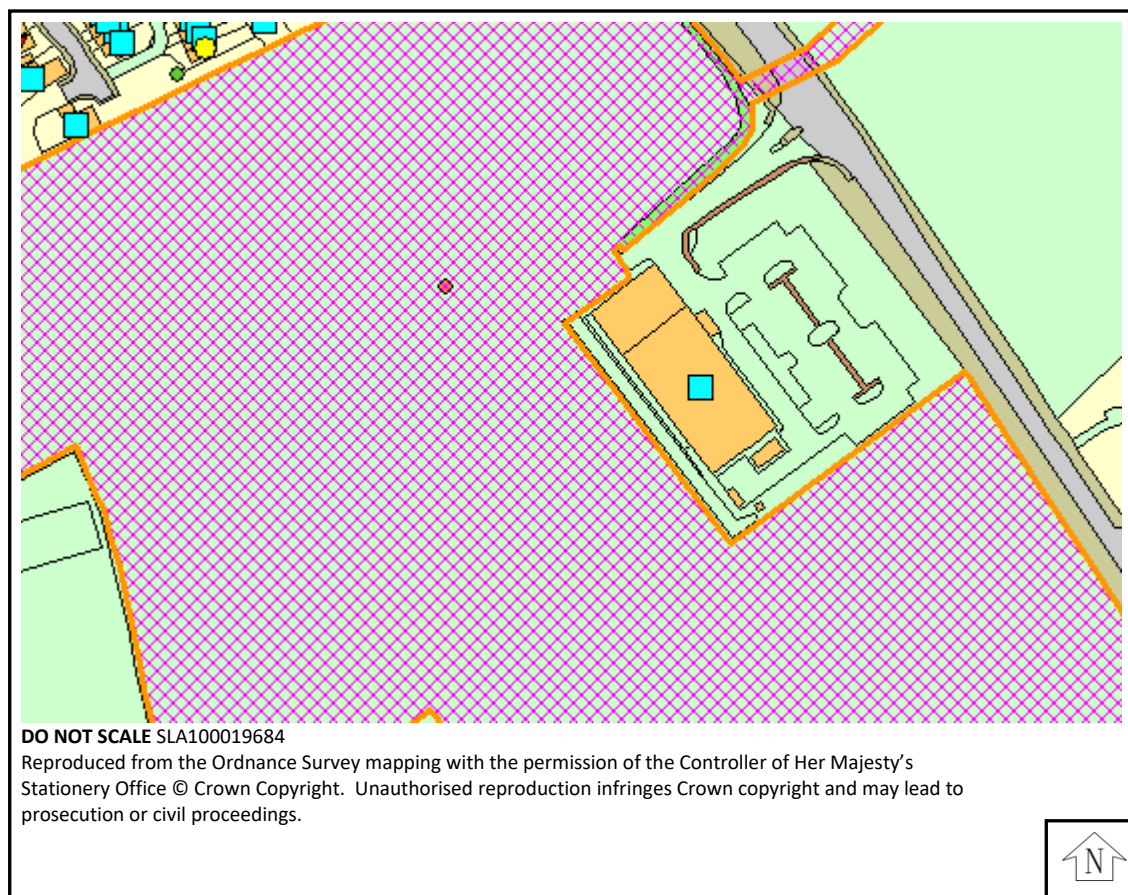 DO NOT SCALE SLA100019684
Reproduced from the Ordnance Survey mapping with the permission of the Controller of Her Majesty’s
Stationery Office © Crown Copyright.  Unauthorised reproduction infringes Crown copyright and may lead to
prosecution or civil proceedings.
N